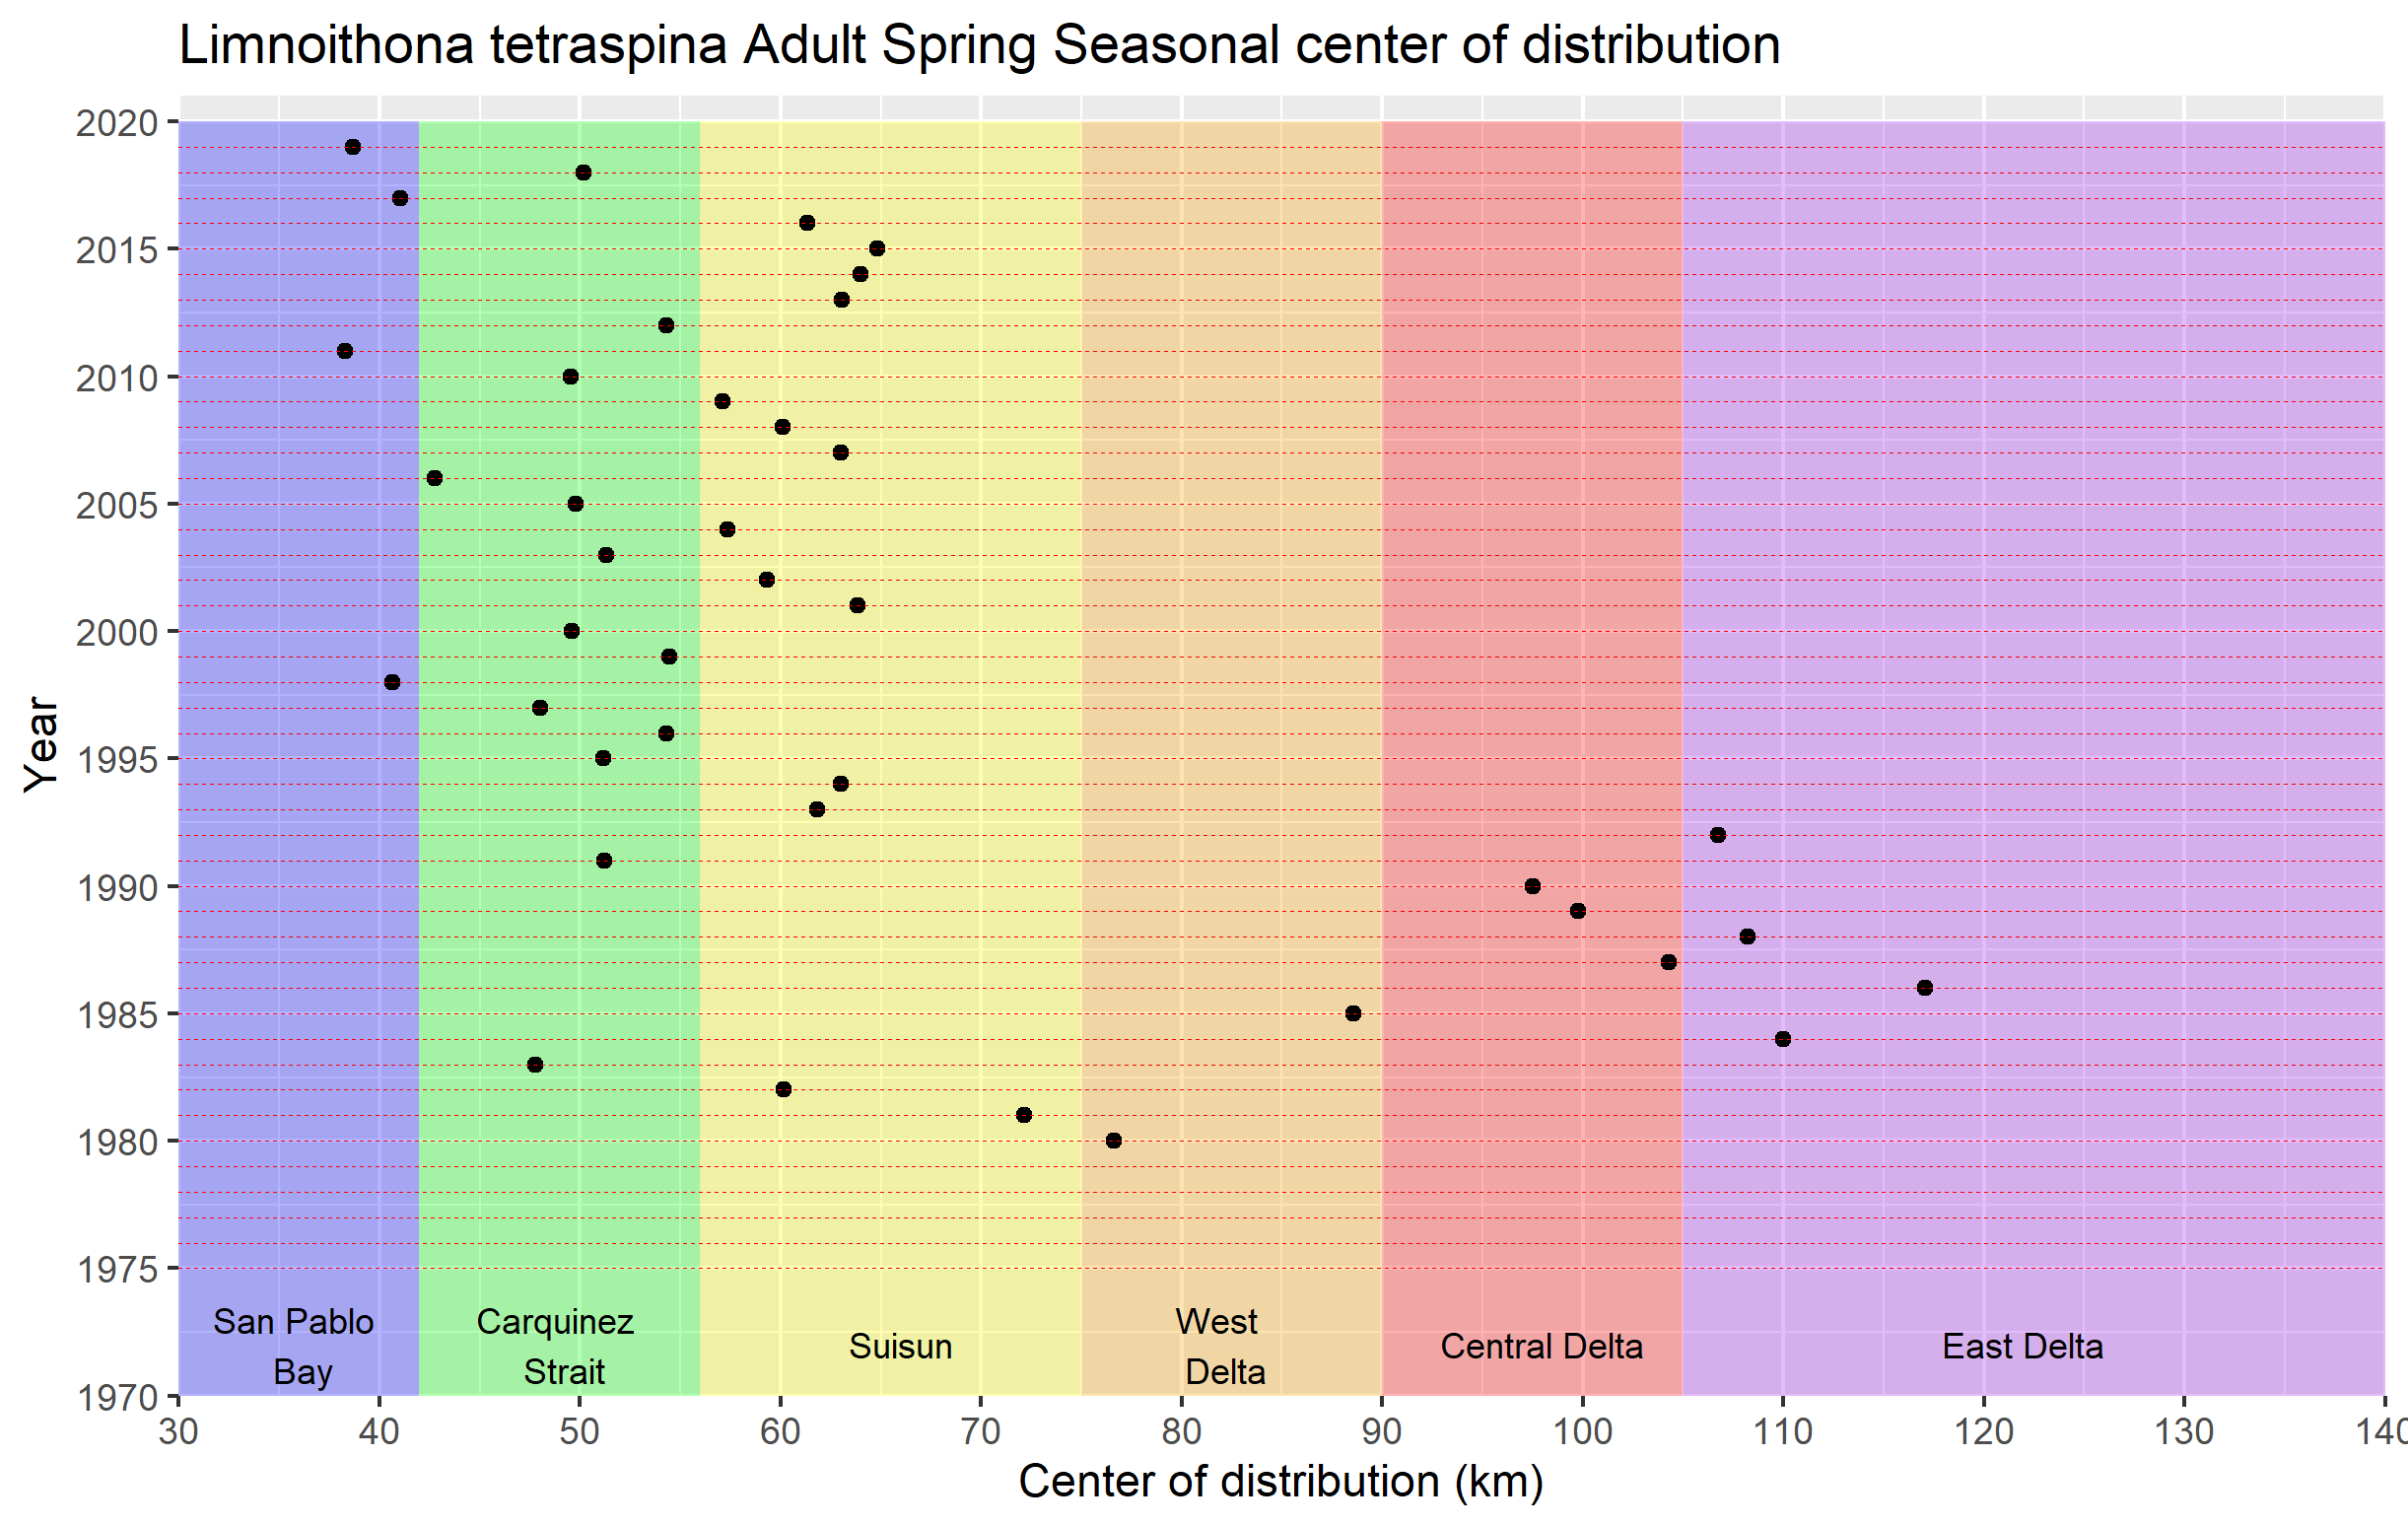 Limnoithona tetraspina Adult Spring Seasonal center of distribution
2020
2015
2010
2005
2000
1995
1990
1985
1980
1975
1970
Year
San Pablo
Bay
Carquinez
Strait
Suisun
West
Delta
Central Delta
East Delta
30 40 50 60 70 80 90 100 110 120 130 140
Center of distribution (km)